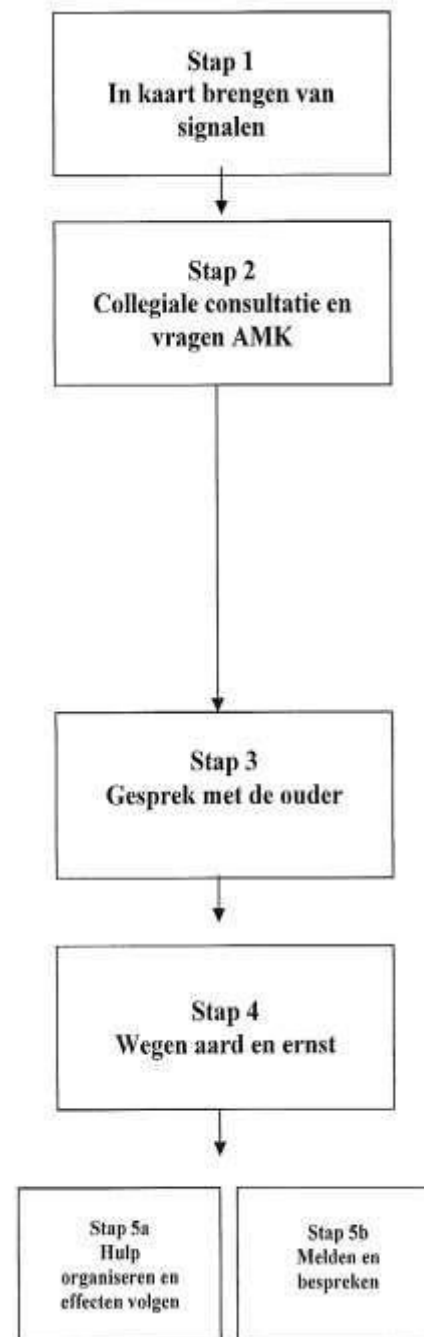 Stap 1
In kaart brengen van
signalen
Stap 2
Collegiale consultatie en
vragen AMK
Stap 3
Gesprek met de ouder
Stap 4
Wegen aard en ernst
Stap 5a
Hulp
organiseren en
effecten volgen
Stap 5b
Melden en
bespreken